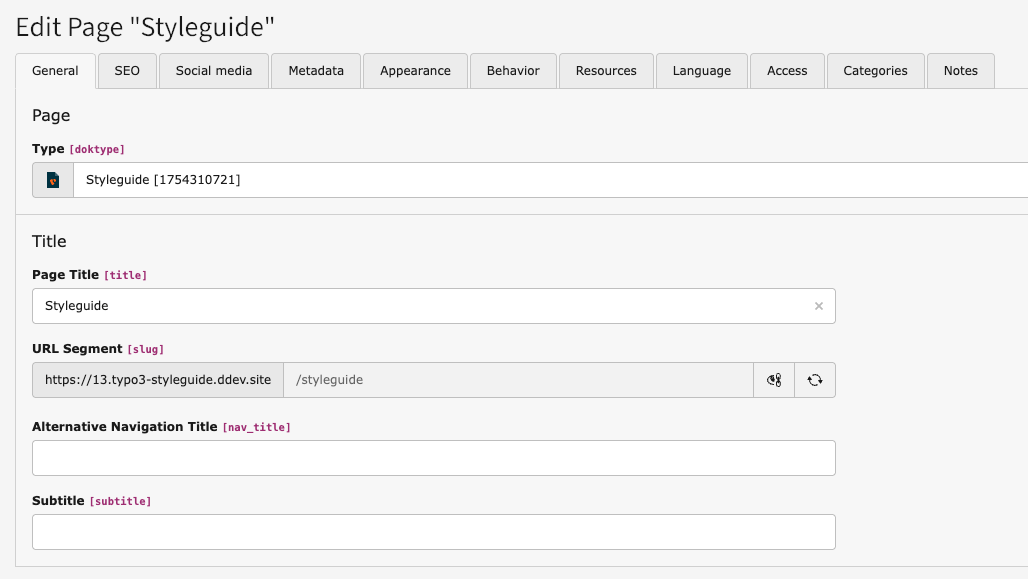 Edit Page "Styleguide"
General SEO Social media Metadata Appearance Behavior Resources Language Access Categories Notes
Page
Type [doktype]
Styleguide [1754310721]
Title
Page Title [title]
Styleguide
URL Segment [slug]
https://13.typo3-styleguide.ddev.site /styleguide
Alternative Navigation Title [nav_title]
Subtitle [subtitle]